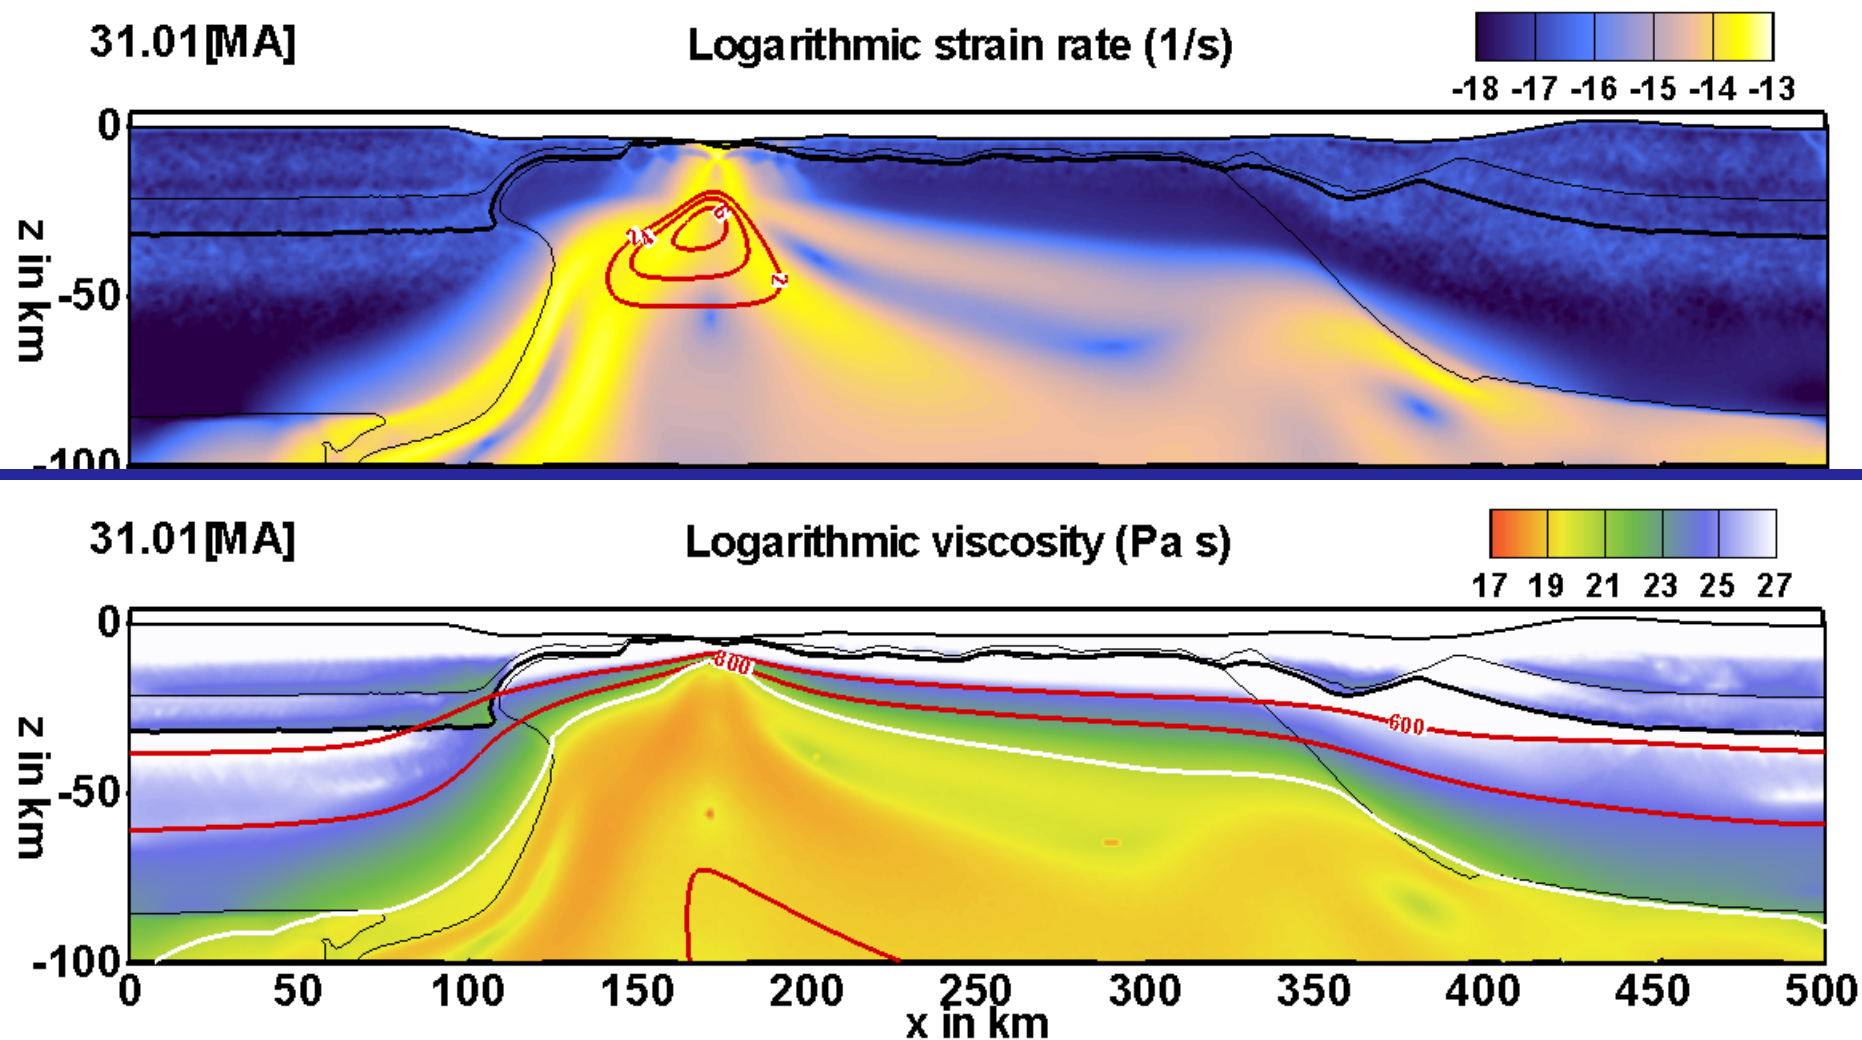 31.01[MA]
Logarithmic strain rate (1/s)
-18 -17 -16 -15 -14 -13
0
-50
-100
z in km
6
2
31.01[MA]
Logarithmic viscosity (Pa s)
17 19 21 23 25 27
0
-50
-100
z in km
800
600
0 50 100 150 200 250 300 350 400 450 500
x in km